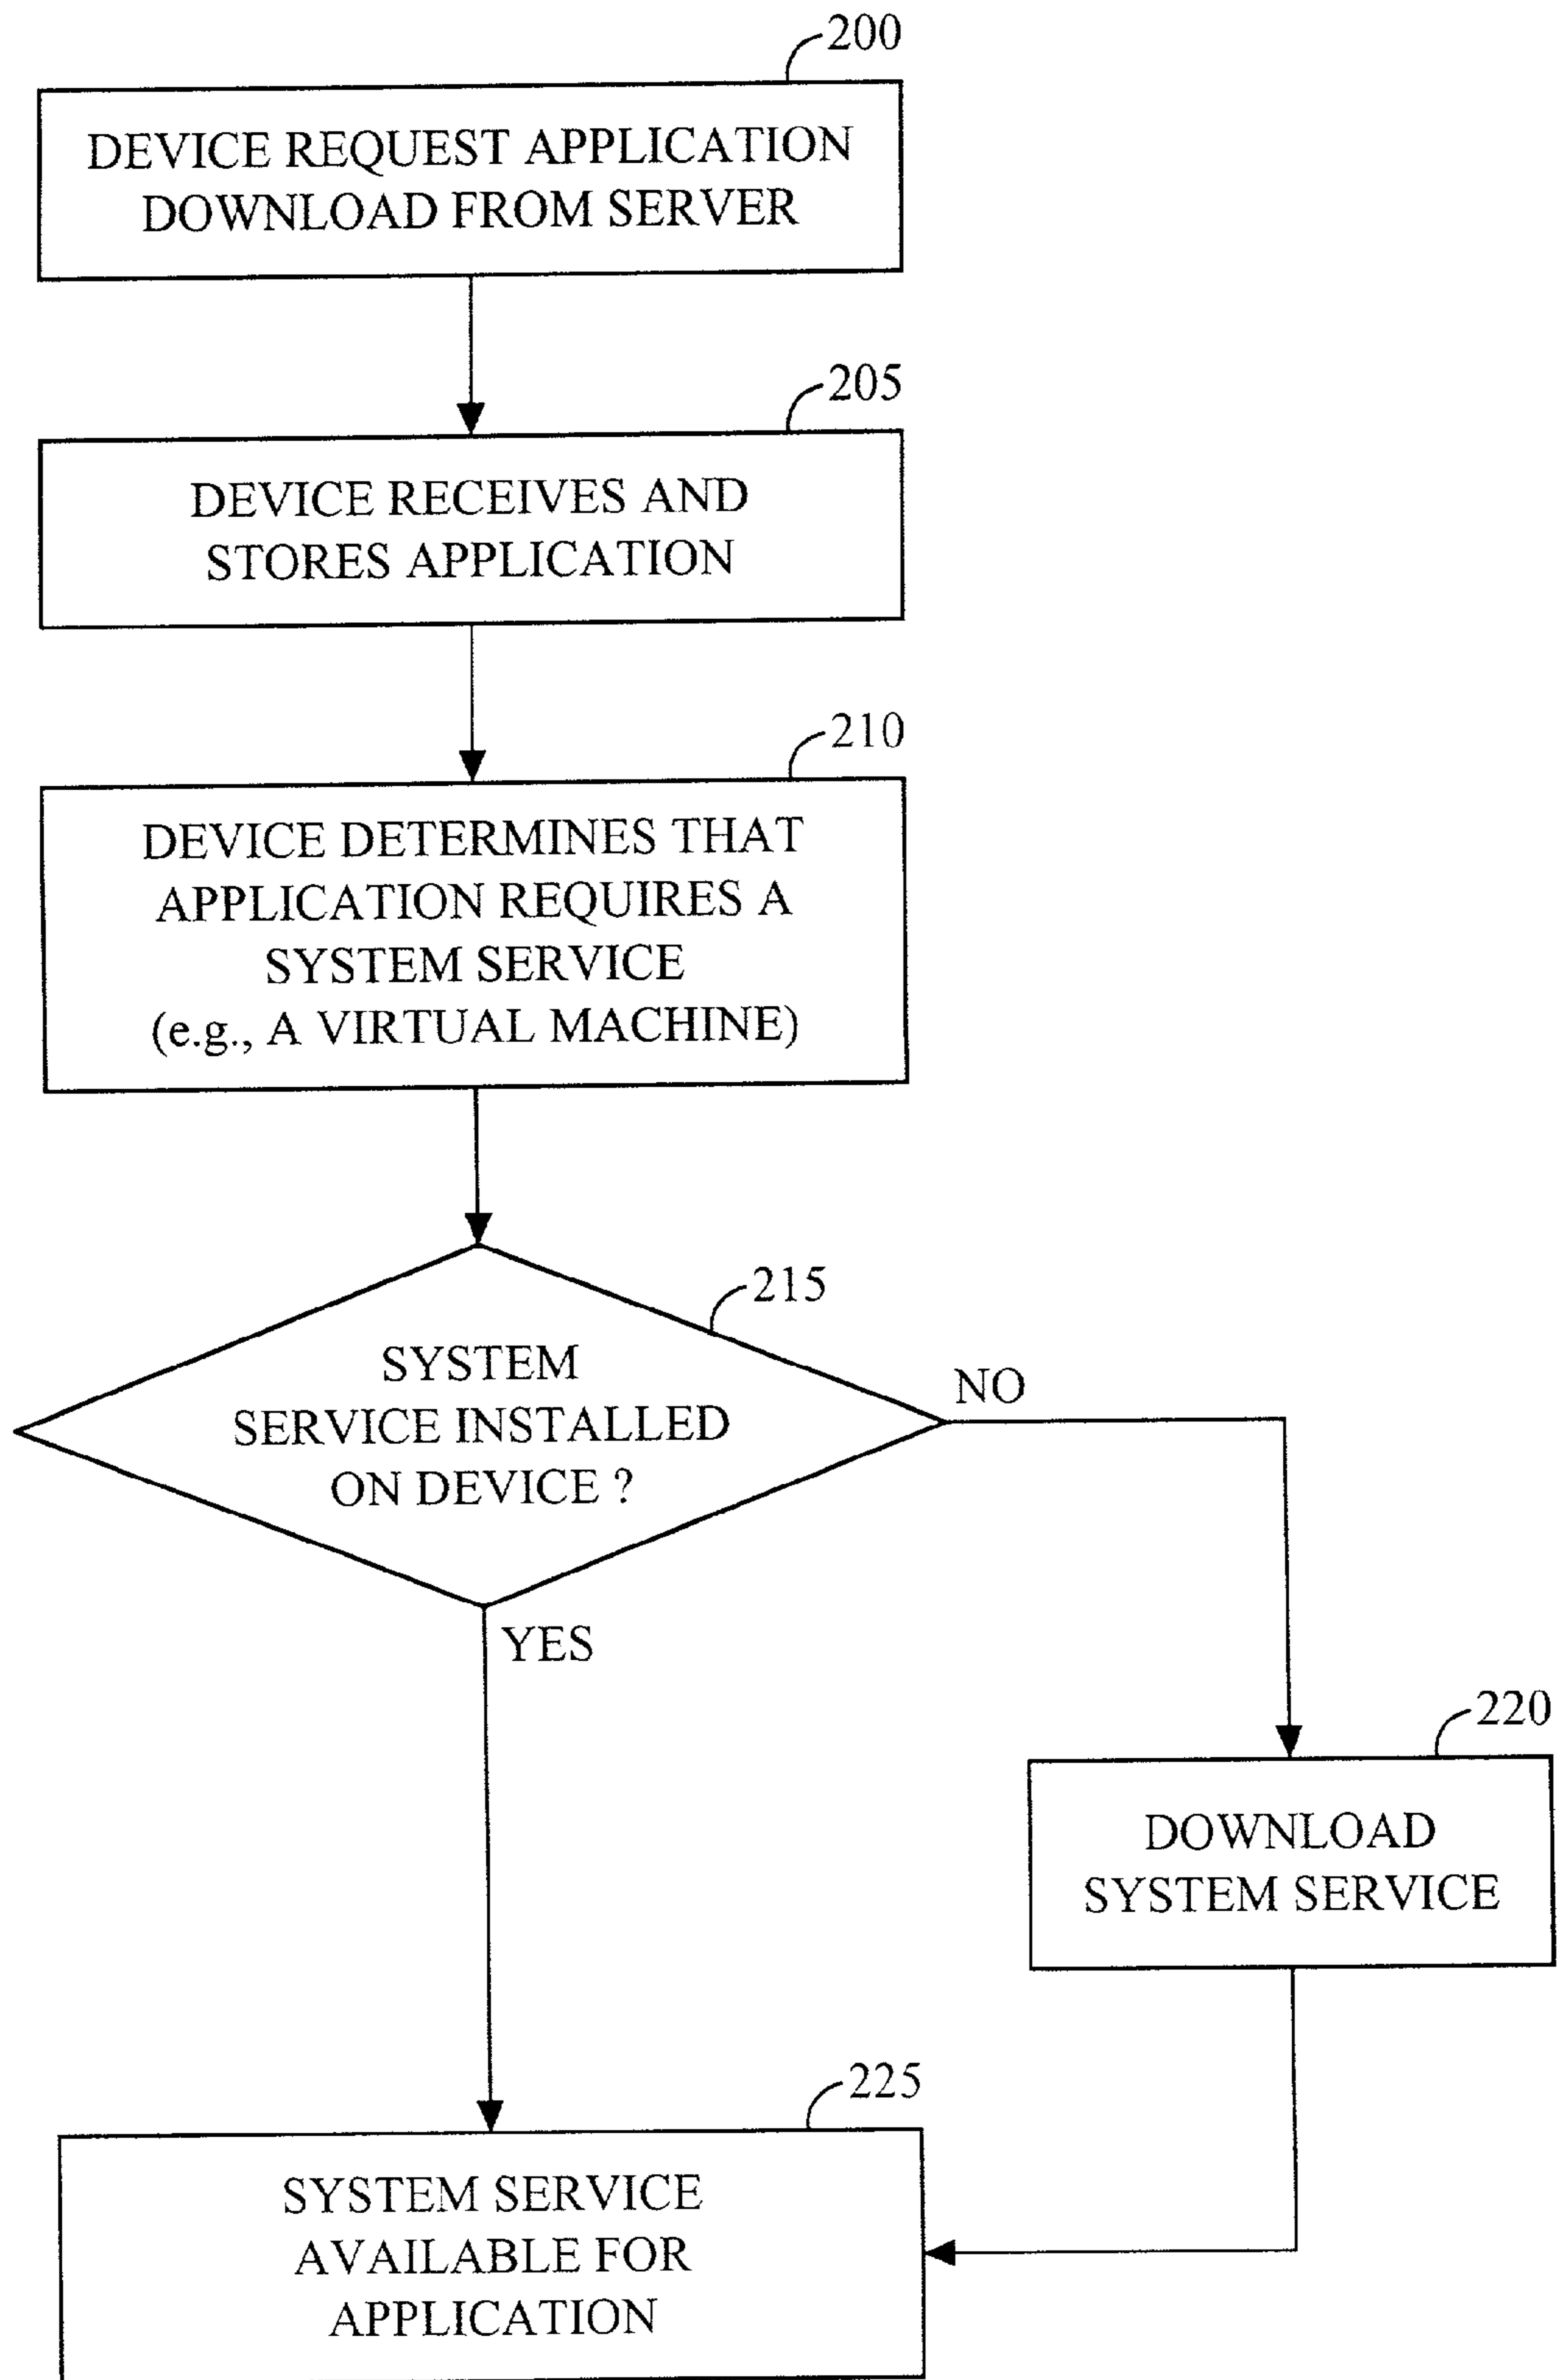 200
DEVICE REQUEST APPLICATION
DOWNLOAD FROM SERVER
205
DEVICE RECEIVES AND
STORES APPLICATION
210
DEVICE DETERMINES THAT
APPLICATION REQUIRES A
SYSTEM SERVICE
(e.g., A VIRTUAL MACHINE)
215
SYSTEM
SERVICE INSTALLED
ON DEVICE ?
NO
YES
220
DOWNLOAD
SYSTEM SERVICE
225
SYSTEM SERVICE
AVAILABLE FOR
APPLICATION